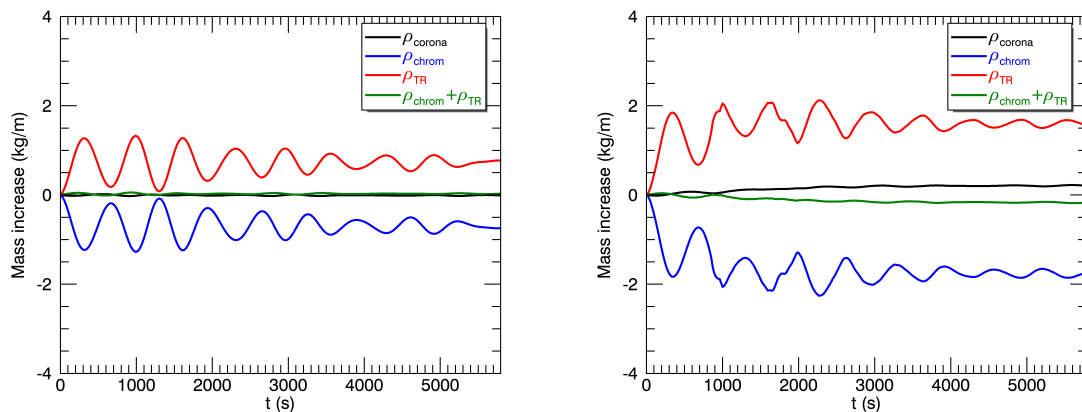 4
2
0
-2
-4
Mass increase (kg/m)
0 1000 2000 3000 4000 5000
t (s)
ρcorona
ρchrom
ρTR
ρchrom+ρTR
4
2
0
-2
-4
Mass increase (kg/m)
0 1000 2000 3000 4000 5000
t (s)
ρcorona
ρchrom
ρTR
ρchrom+ρTR